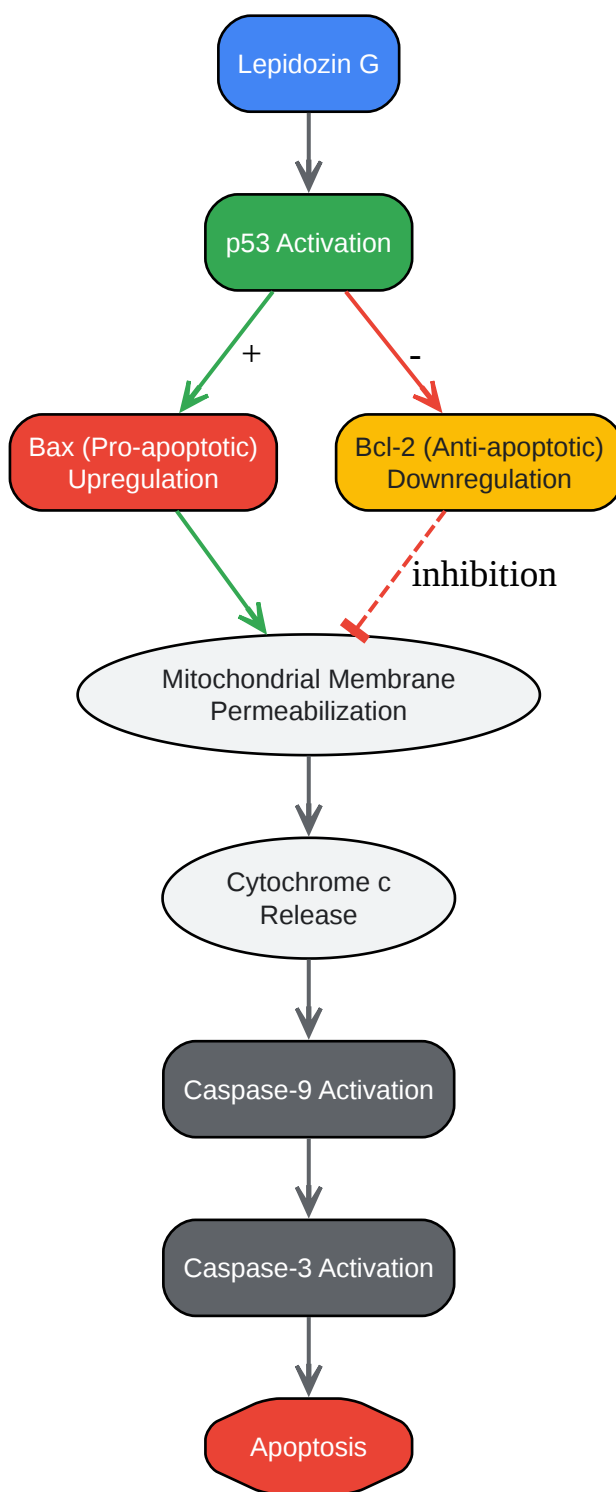 Lepidozin G
p53 Activation
+
-
Bax (Pro-apoptotic)
Upregulation
Bcl-2 (Anti-apoptotic)
Downregulation
inhibition
Mitochondrial Membrane
Permeabilization
Cytochrome c
Release
Caspase-9 Activation
Caspase-3 Activation
Apoptosis